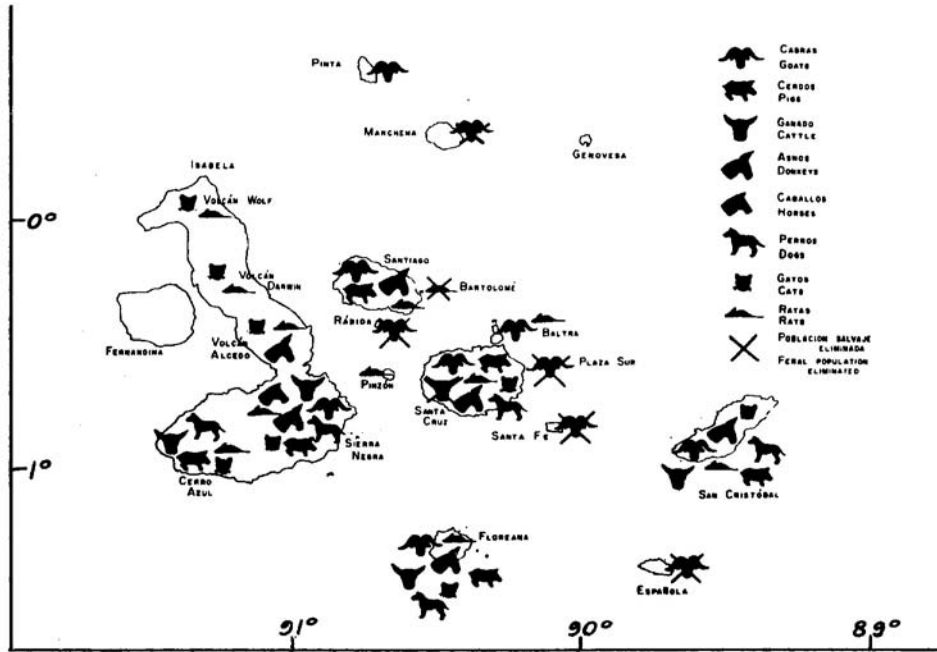 PINTA
MARCHENA
GENOVESA
ISABELA
VOLCÁN WOLF
VOLCÁN
DARWIN
FERNANDINA
VOLCÁN
ALCEDO
SANTIAGO
BARTOLOMÉ
RÁBIDA
BALTRA
PINZÓN
PLAZA SUR
SANTA
CRUZ
SANTA FE
SIERRA
NEGRA
CERRO
AZUL
SAN CRISTÓBAL
FLOREANA
ESPAÑOLA
CABRAS
GOATS
CERDOS
PIGS
GANADO
CATTLE
ASNOS
DONKEYS
CABALLOS
HORSES
PERROS
DOGS
GATOS
CATS
RATAS
RATS
POBLACION SALVAJE
ELIMINADA
FERAL POPULATION
ELIMINATED
0°
1°
91°
90°
89°